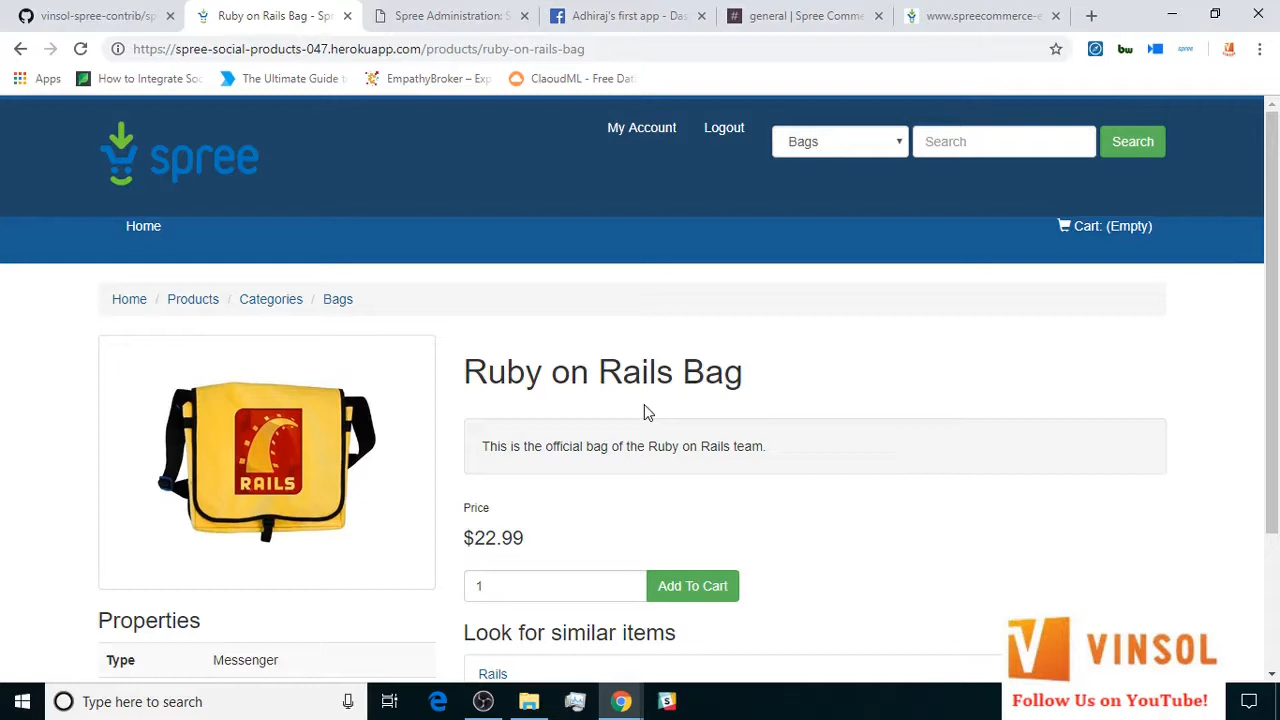 vinsol-spree-contrib/sp
Ruby on Rails Bag - Spr
Spree Administration: S
Adhiraj's first app - Das
general | Spree Comme
www.spreecommerce-e
https://spree-social-products-047.herokuapp.com/products/ruby-on-rails-bag
bw
spree
Apps
How to Integrate Soc
The Ultimate Guide t
EmpathyBroker – Exp
ClaoudML - Free Dat
spree
My Account
Logout
Bags
Search
Search
Home
Cart: (Empty)
Home / Products / Categories / Bags
RAILS
Ruby on Rails Bag
This is the official bag of the Ruby on Rails team.
Price
$22.99
1
Add To Cart
Properties
Type Messenger
Look for similar items
Rails
VINSOL
Follow Us on YouTube!
Type here to search